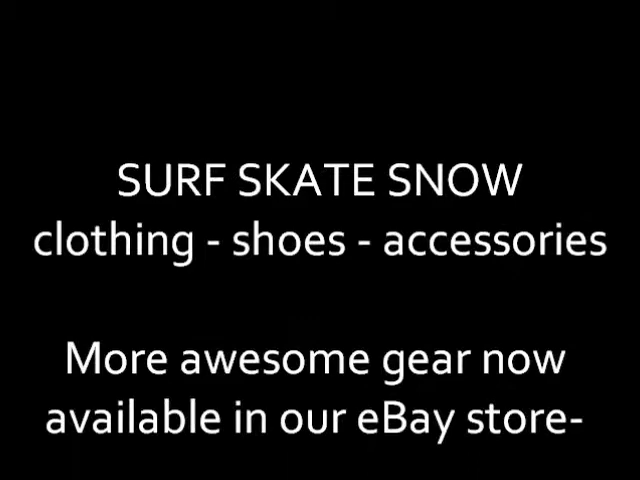 SURF SKATE SNOW
clothing - shoes - accessories
More awesome gear now
available in our eBay store-